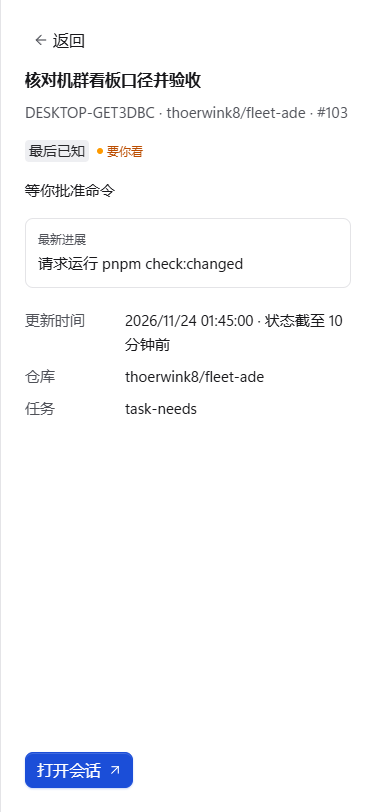 ← 返回
核对机群看板口径并验收
DESKTOP-GET3DBC · thoerwink8/fleet-ade · #103
最后已知 • 要你看
等你批准命令
最新进展
请求运行 pnpm check:changed
更新时间 2026/11/24 01:45:00 · 状态截至 10
分钟前
仓库 thoerwink8/fleet-ade
任务 task-needs
打开会话 ↗